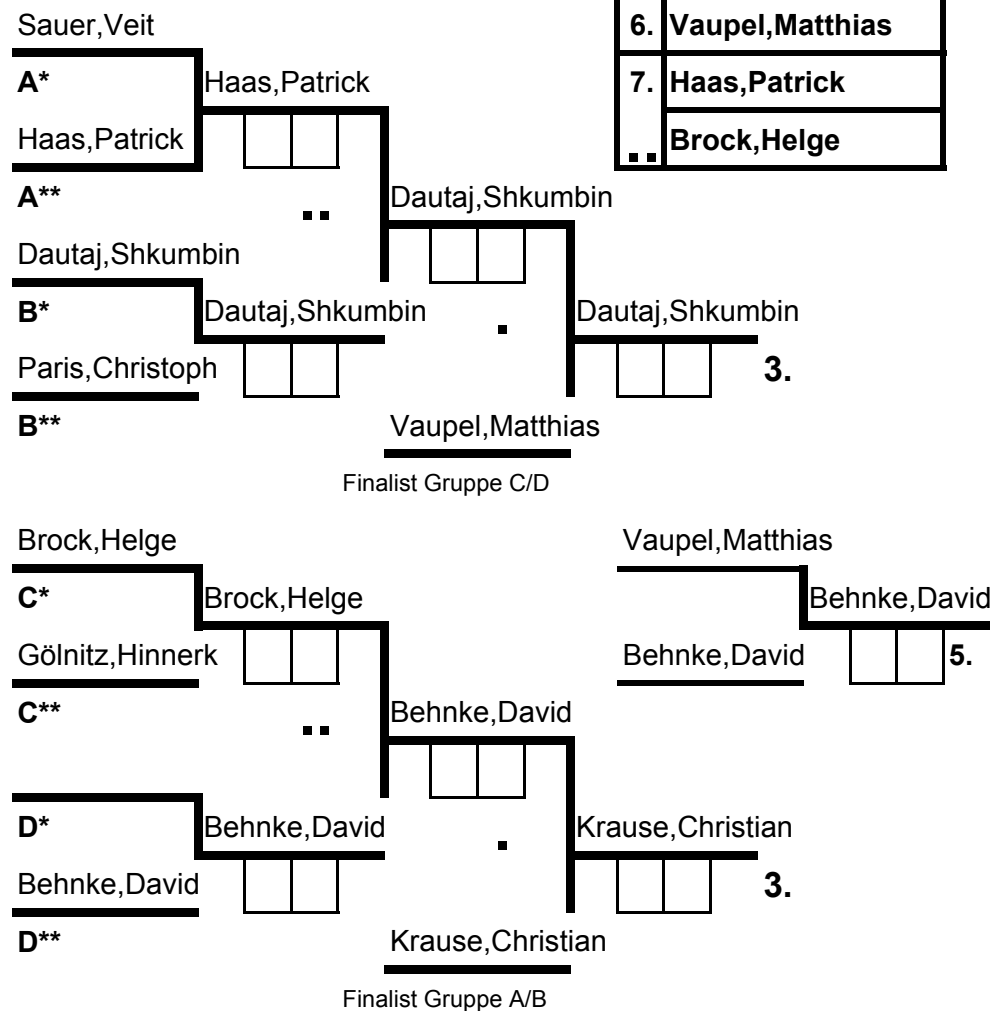 Sauer,Veit
6. Vaupel,Matthias
A* Haas,Patrick
7. Haas,Patrick
Haas,Patrick
.. Brock,Helge
A** Dautaj,Shkumbin
..
Dautaj,Shkumbin
B* Dautaj,Shkumbin . Dautaj,Shkumbin
Paris,Christoph 3.
B** Vaupel,Matthias
Finalist Gruppe C/D
Brock,Helge Vaupel,Matthias
C* Brock,Helge Behnke,David
Gölnitz,Hinnerk Behnke,David 5.
C** .. Behnke,David
D* Behnke,David . Krause,Christian
Behnke,David 3.
D** Krause,Christian
Finalist Gruppe A/B